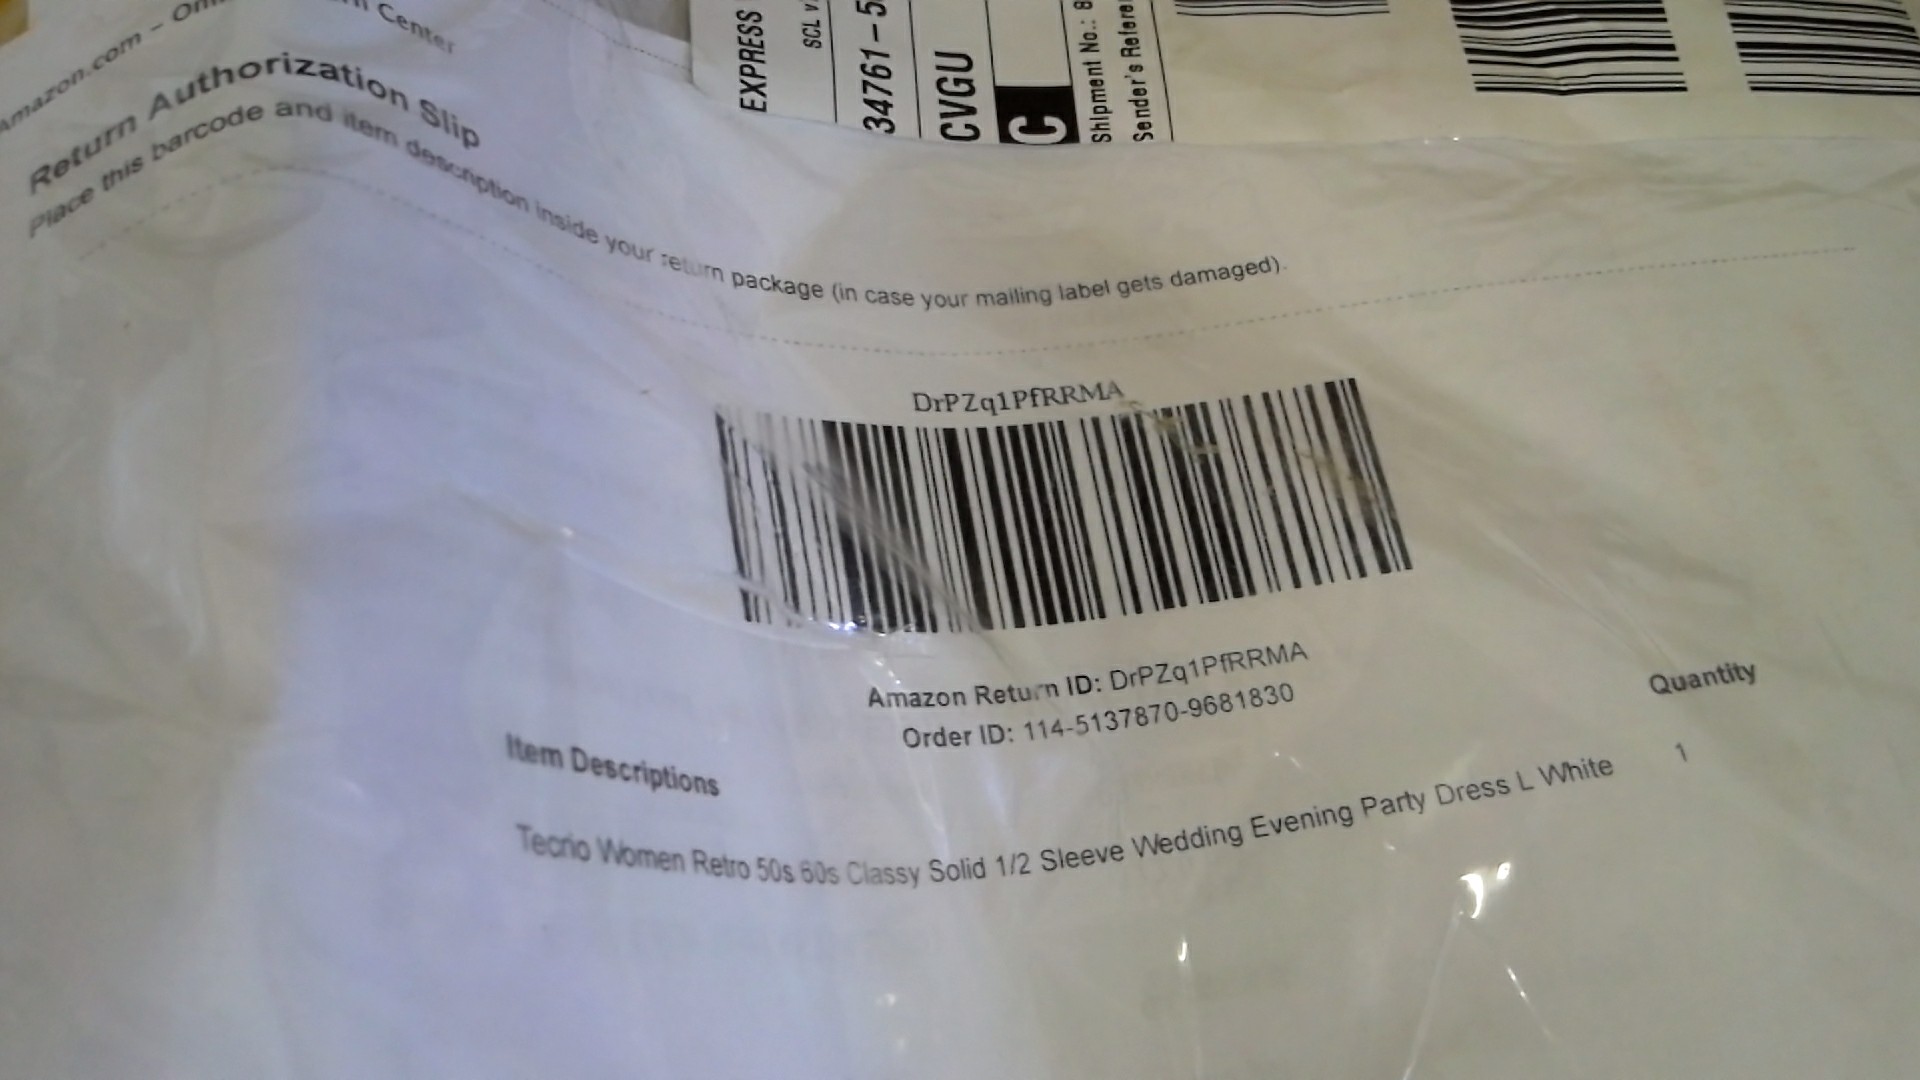 Amazon.com – Center
Return Authorization Slip
Place this barcode and item description inside your return package (in case your mailing label gets damaged).
DrPZq1PfRRMA
Amazon Return ID: DrPZq1PfRRMA
Order ID: 114-5137870-9681830
Item Descriptions
Quantity
Tecrio Women Retro 50s 60s Classy Solid 1/2 Sleeve Wedding Evening Party Dress L White
1
EXPRESS
SCL
34761-5
CVGU
C
Shipment No.: 8
Sender's